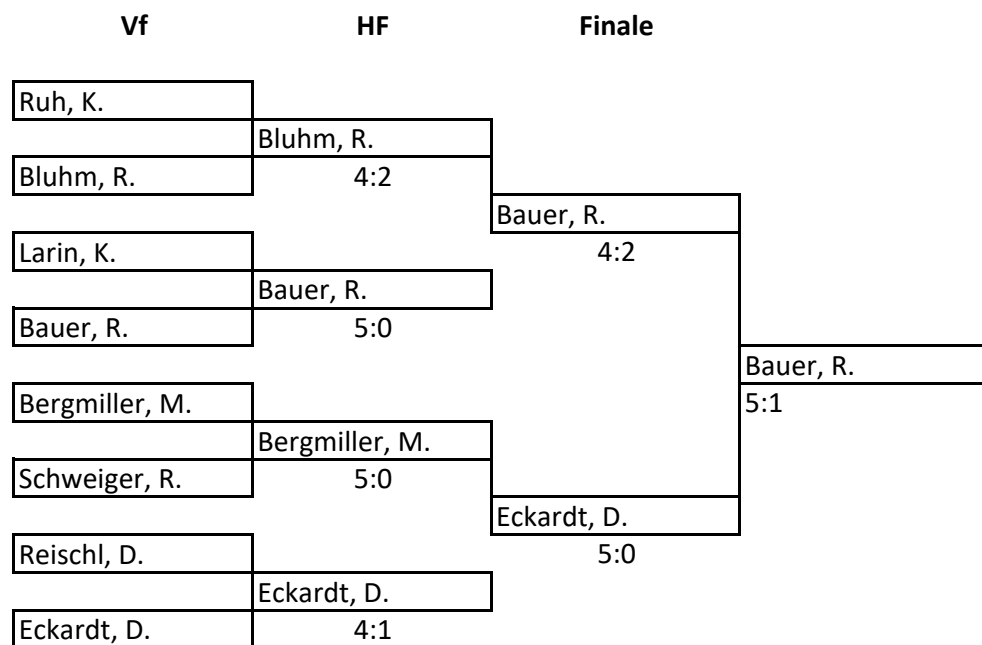 Vf HF Finale
Ruh, K.
Bluhm, R.
Bluhm, R. 4:2
Bauer, R.
Larin, K. 4:2
Bauer, R.
Bauer, R. 5:0
Bauer, R.
Bergmiller, M. 5:1
Bergmiller, M.
Schweiger, R. 5:0
Eckardt, D.
Reischl, D. 5:0
Eckardt, D.
Eckardt, D. 4:1